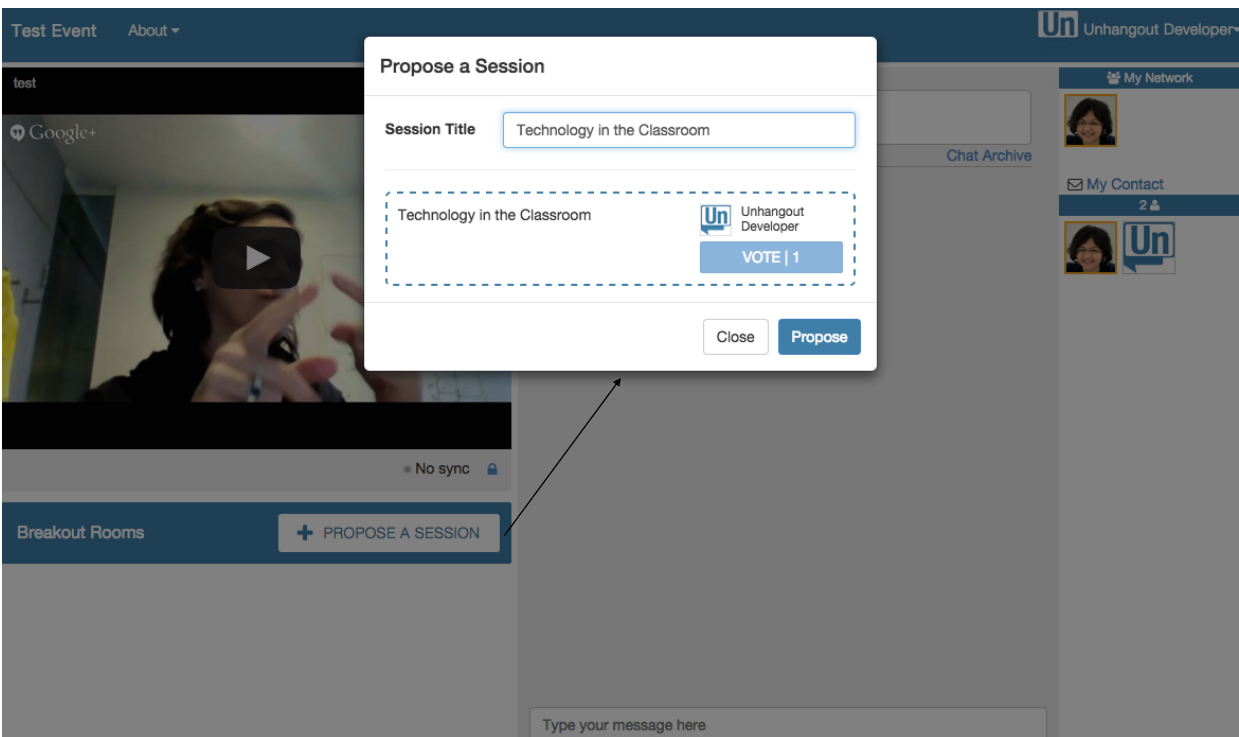 Test Event
About
Un Unhangout Developer
test
Google+
No sync
Breakout Rooms
PROPOSE A SESSION
Propose a Session
Session Title
Technology in the Classroom
Technology in the Classroom
Un
Unhangout
Developer
VOTE | 1
Close
Propose
Chat Archive
Type your message here
My Network
My Contact
2
Un